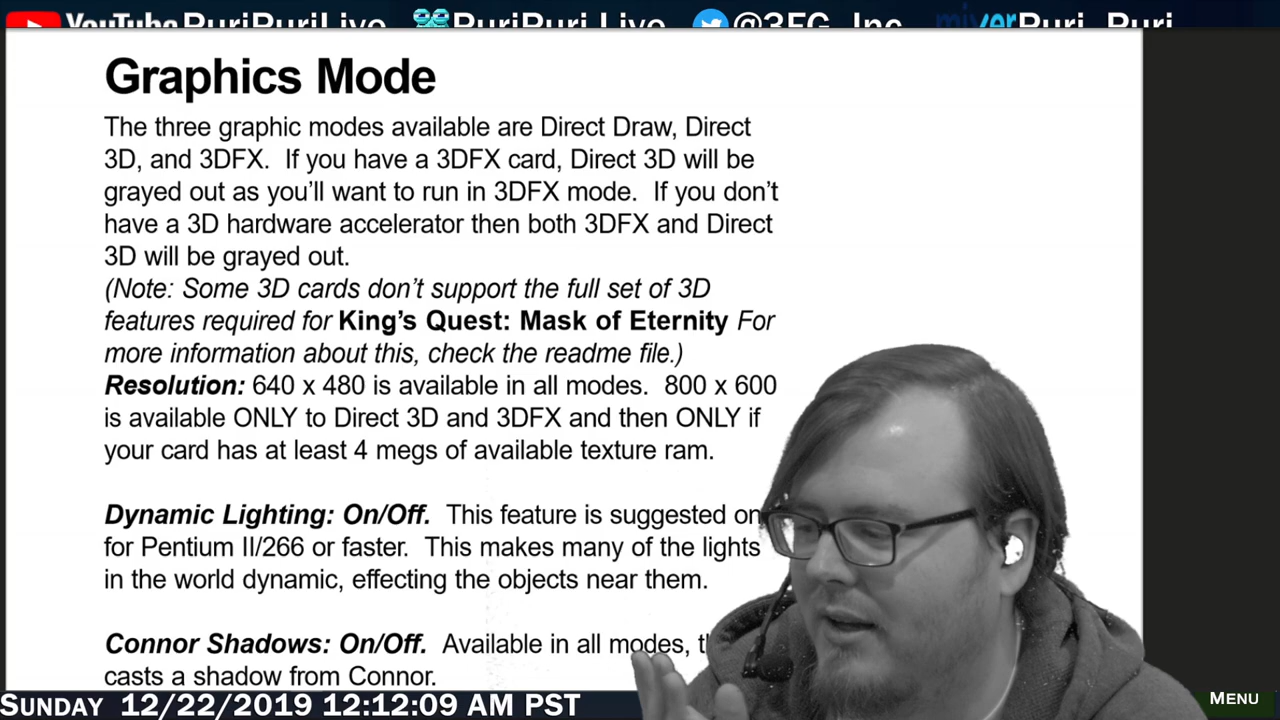 YouTube PuriPuriLive PuriPuri.Live @3FG_Inc Puri_Puri
Graphics Mode
The three graphic modes available are Direct Draw, Direct
3D, and 3DFX. If you have a 3DFX card, Direct 3D will be
grayed out as you'll want to run in 3DFX mode. If you don't
have a 3D hardware accelerator then both 3DFX and Direct
3D will be grayed out.
(Note: Some 3D cards don't support the full set of 3D
features required for King's Quest: Mask of Eternity For
more information about this, check the readme file.)
Resolution: 640 x 480 is available in all modes. 800 x 600
is available ONLY to Direct 3D and 3DFX and then ONLY if
your card has at least 4 megs of available texture ram.
Dynamic Lighting: On/Off. This feature is suggested on
for Pentium II/266 or faster. This makes many of the lights
in the world dynamic, effecting the objects near them.
Connor Shadows: On/Off. Available in all modes,
casts a shadow from Connor.
SUNDAY 12/22/2019 12:12:09 AM PST
MENU